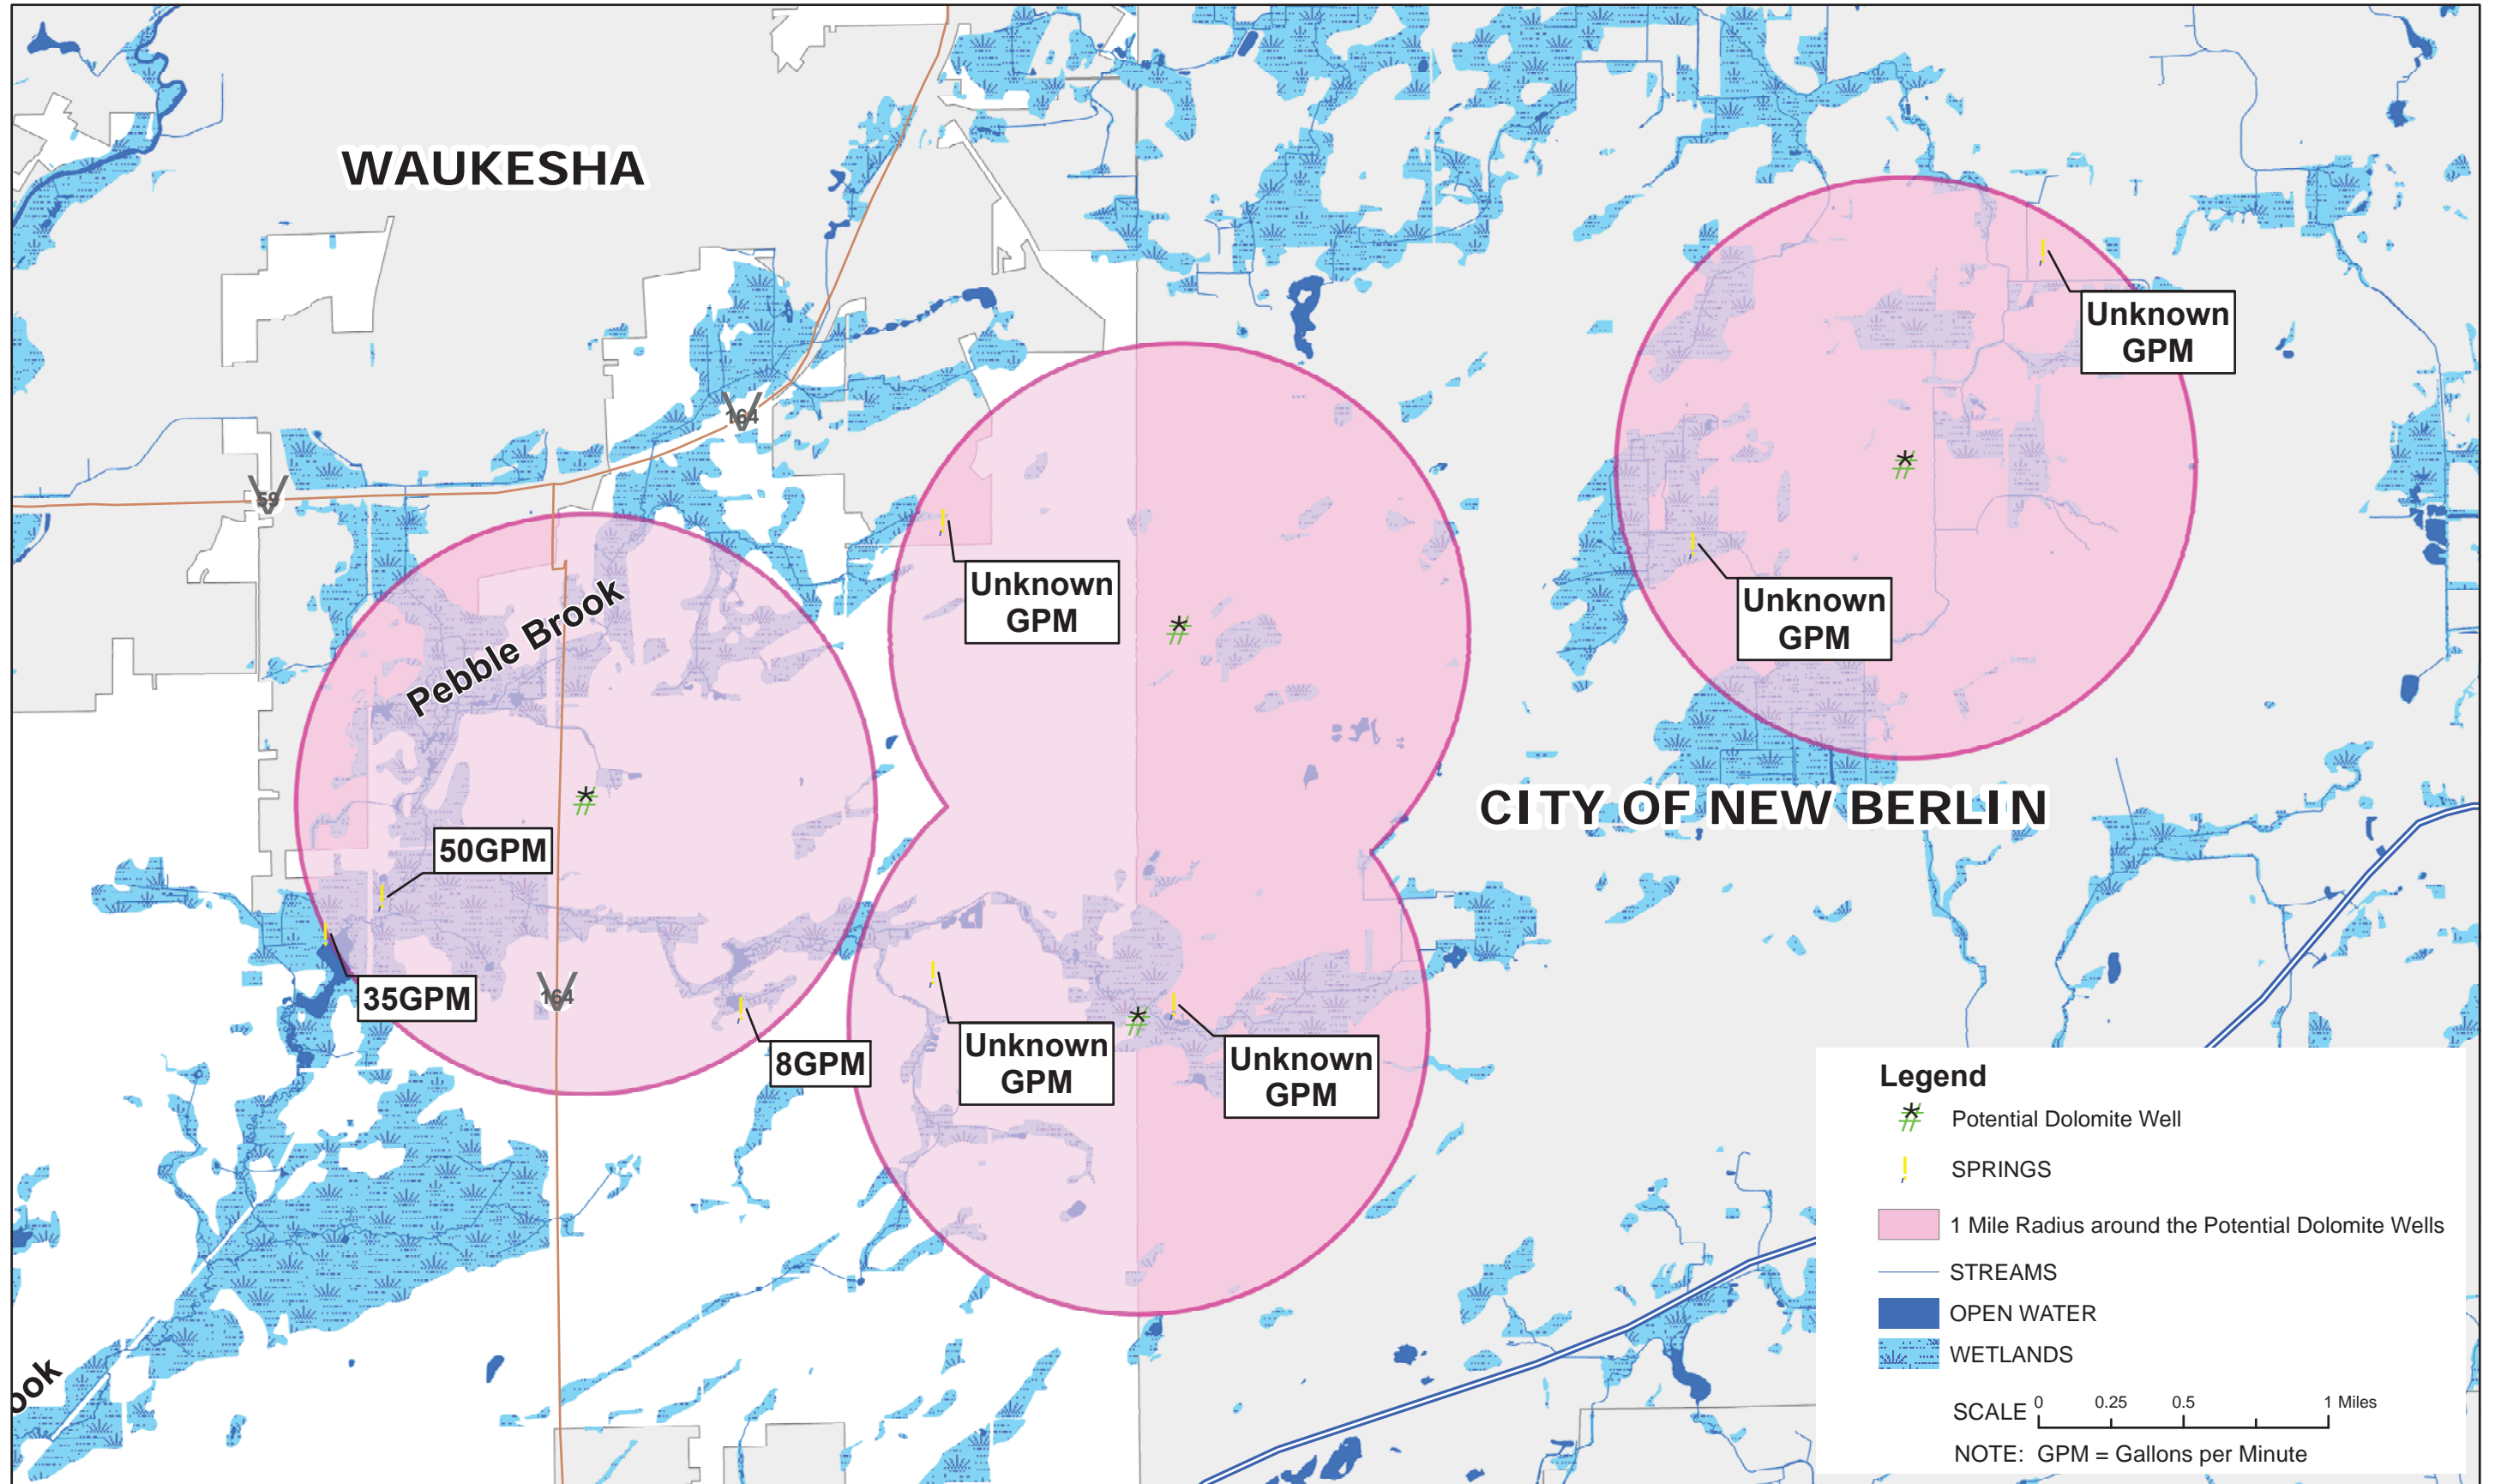 WAUKESHA
Unknown
GPM
164
59
Unknown
GPM
Unknown
GPM
Pebble Brook
CITY OF NEW BERLIN
50GPM
35GPM
164
8GPM
Unknown
GPM
Unknown
GPM
ook
Legend
Potential Dolomite Well
SPRINGS
1 Mile Radius around the Potential Dolomite Wells
STREAMS
OPEN WATER
WETLANDS
SCALE 0 0.25 0.5 1 Miles
NOTE: GPM = Gallons per Minute